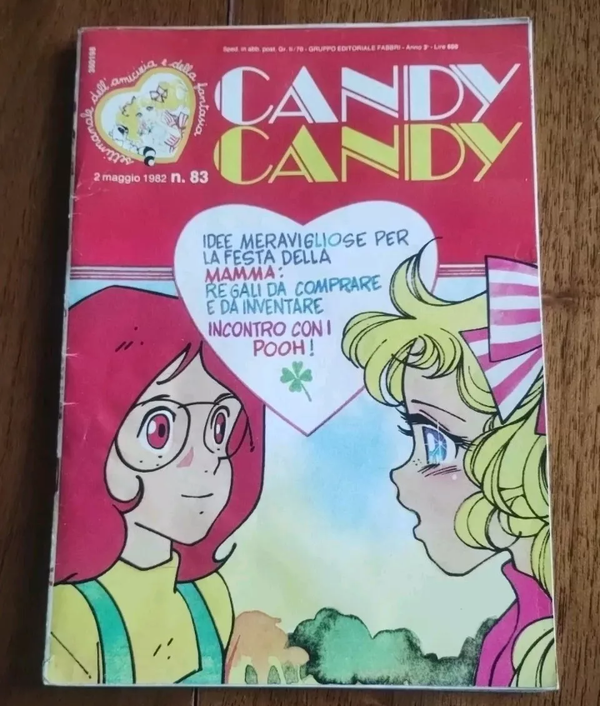 Sped. in abb. post. Gr. II/70 - GRUPPO EDITORIALE FABBRI - Anno 3° - Lire 600
settimanale dell'amicizia e della fantasia
CANDY
CANDY
2 maggio 1982 n. 83
IDEE MERAVIGLIOSE PER
LA FESTA DELLA
MAMMA:
REGALI DA COMPRARE
E DA INVENTARE
INCONTRO CON I
POOH!